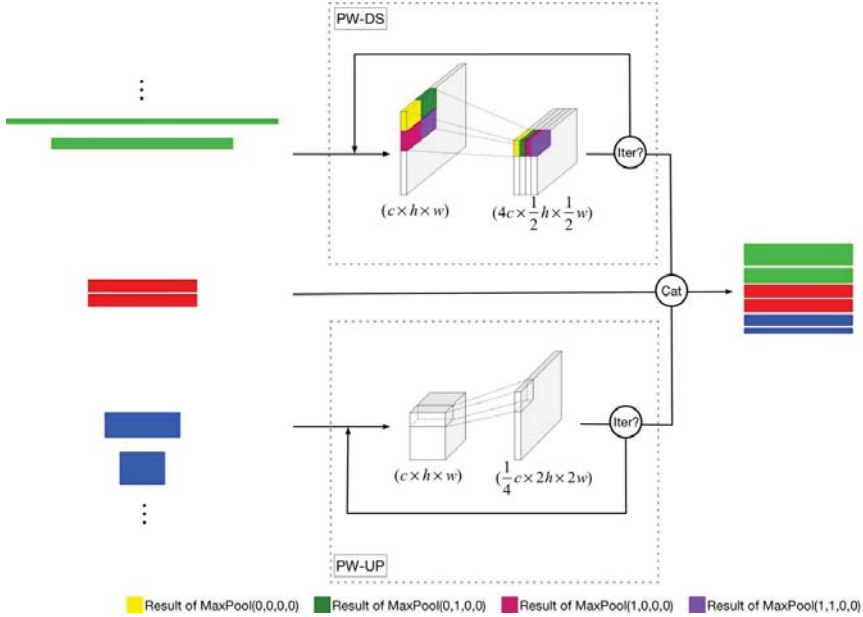 PW-DS
Iter?
(c×h×w)
(4c×1/2h×1/2w)
Cat
Iter?
(c×h×w)
(1/4c×2h×2w)
PW-UP
Result of MaxPool(0,0,0,0)
Result of MaxPool(0,1,0,0)
Result of MaxPool(1,0,0,0)
Result of MaxPool(1,1,0,0)